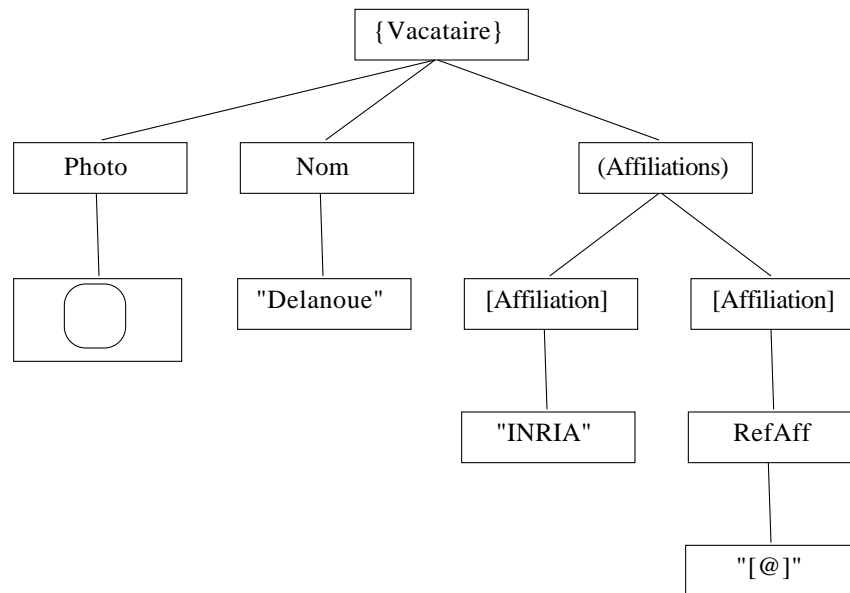 {Vacataire}
Photo
Nom
(Affiliations)
"Delanoue"
[Affiliation]
[Affiliation]
"INRIA"
RefAff
"[@]"